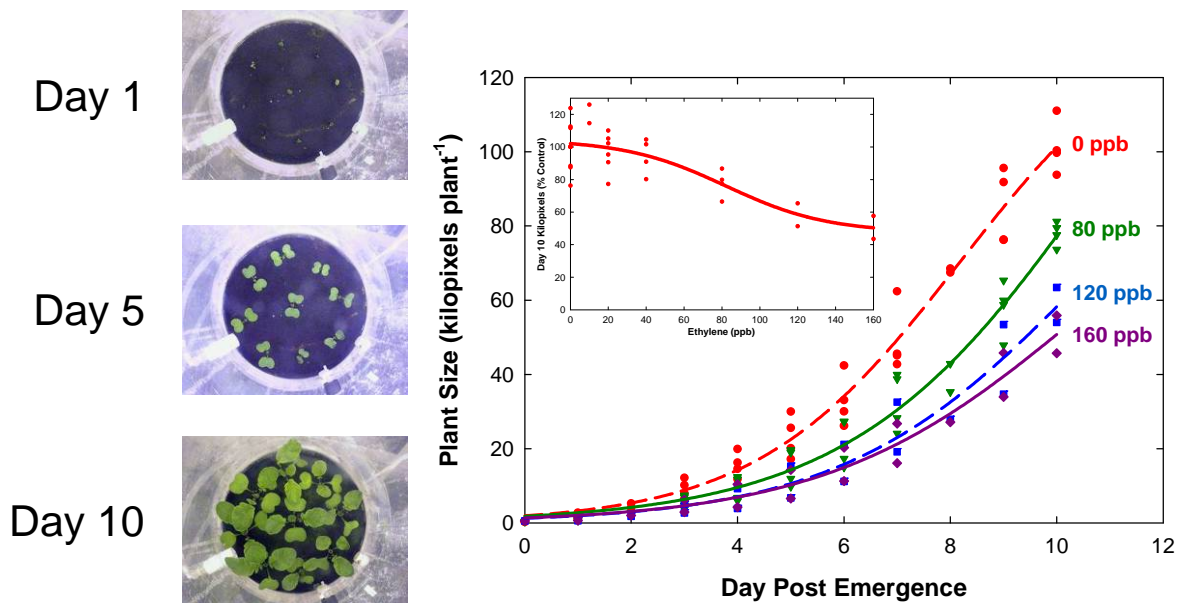 Day 1
Day 5
Day 10
Plant Size (kilopixels plant⁻¹)
120
100
80
60
40
20
0
0
2
4
6
8
10
12
Day Post Emergence
0 ppb
80 ppb
120 ppb
160 ppb
Day 10 Kilopixels (% Control)
120
100
80
60
40
20
0
0
20
40
60
80
100
120
140
160
Ethylene (ppb)